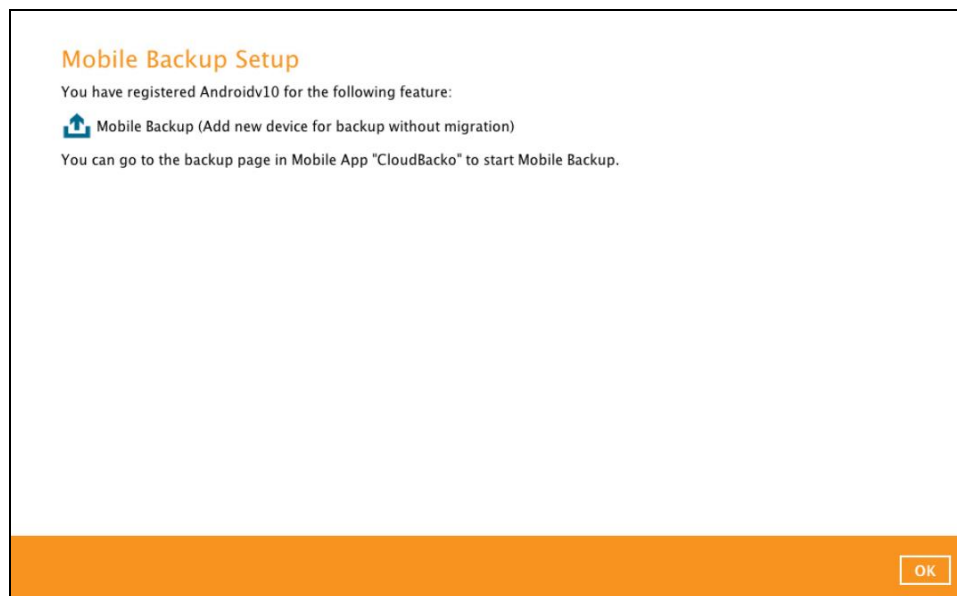 Mobile Backup Setup
You have registered Androidv10 for the following feature:
Mobile Backup (Add new device for backup without migration)
You can go to the backup page in Mobile App "CloudBacko" to start Mobile Backup.
OK